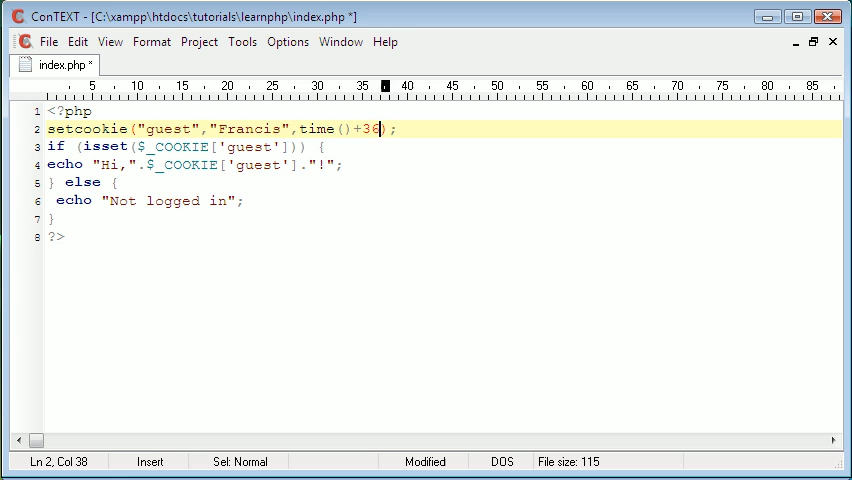 ConTEXT - [C:\xampp\htdocs\tutorials\learnphp\index.php *]
File Edit View Format Project Tools Options Window Help
index.php *
5 10 15 20 25 30 35 40 45 50 55 60 65 70 75 80 85
1 <?php
2 setcookie("guest","Francis",time()+36);
3 if (isset($_COOKIE['guest'])) {
4 echo "Hi,".$_COOKIE['guest']."!";
5 } else {
6 echo "Not logged in";
7 }
8 ?>
Ln 2, Col 38 Insert Sel: Normal Modified DOS File size: 115